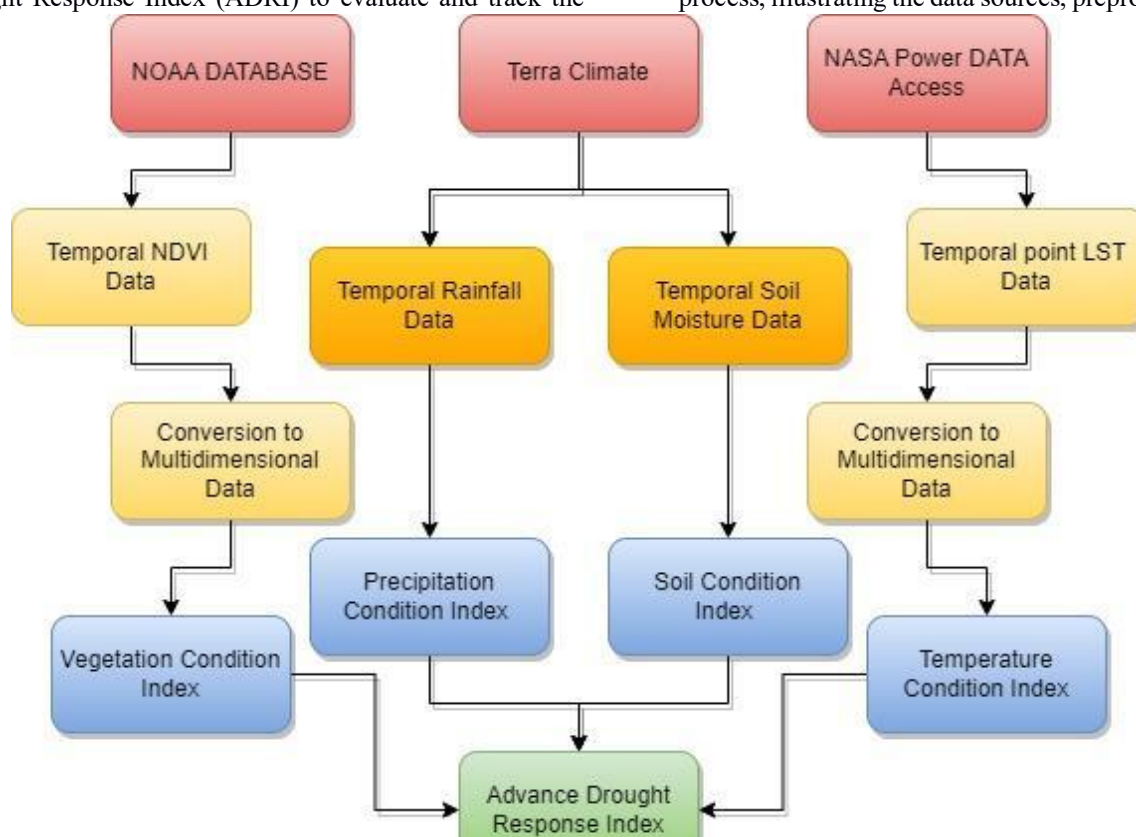 ght Response Index (ADRI) to evaluate and track the
process, illustrating the data sources, prepro
NOAA DATABASE
Terra Climate
NASA Power DATA
Access
Temporal NDVI
Data
Temporal Rainfall
Data
Temporal Soil
Moisture Data
Temporal point LST
Data
Conversion to
Multidimensional
Data
Conversion to
Multidimensional
Data
Precipitation
Condition Index
Soil Condition
Index
Vegetation Condition
Index
Temperature
Condition Index
Advance Drought
Response Index